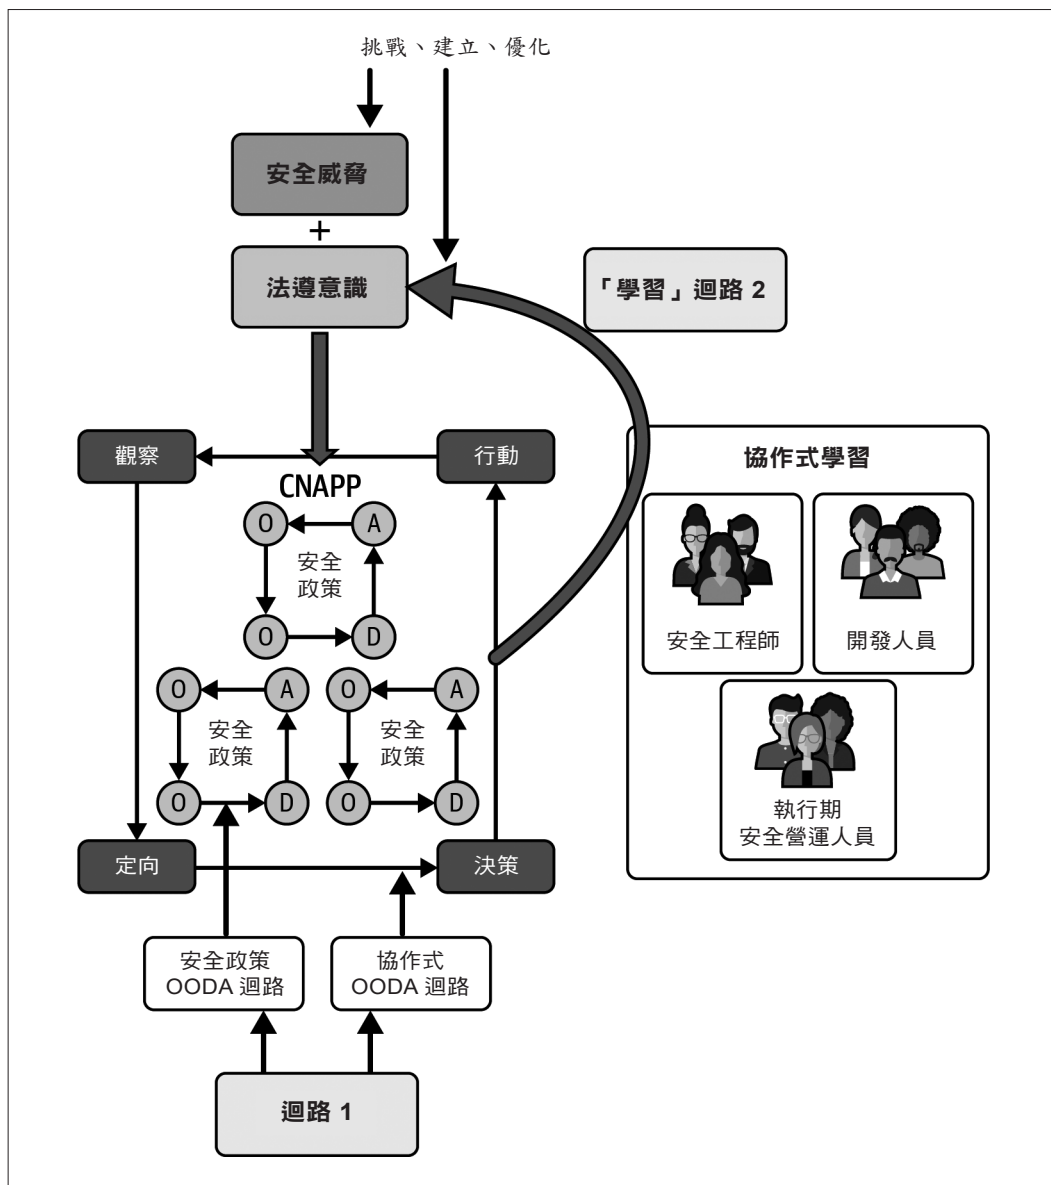 挑戰、建立、優化
安全威脅
+
法遵意識
「學習」迴路 2
觀察
行動
CNAPP
O
A
安全
政策
O
D
O
A
安全
政策
O
D
O
A
安全
政策
O
D
定向
決策
安全政策
OODA 迴路
協作式
OODA 迴路
迴路 1
協作式學習
安全工程師
開發人員
執行期
安全營運人員